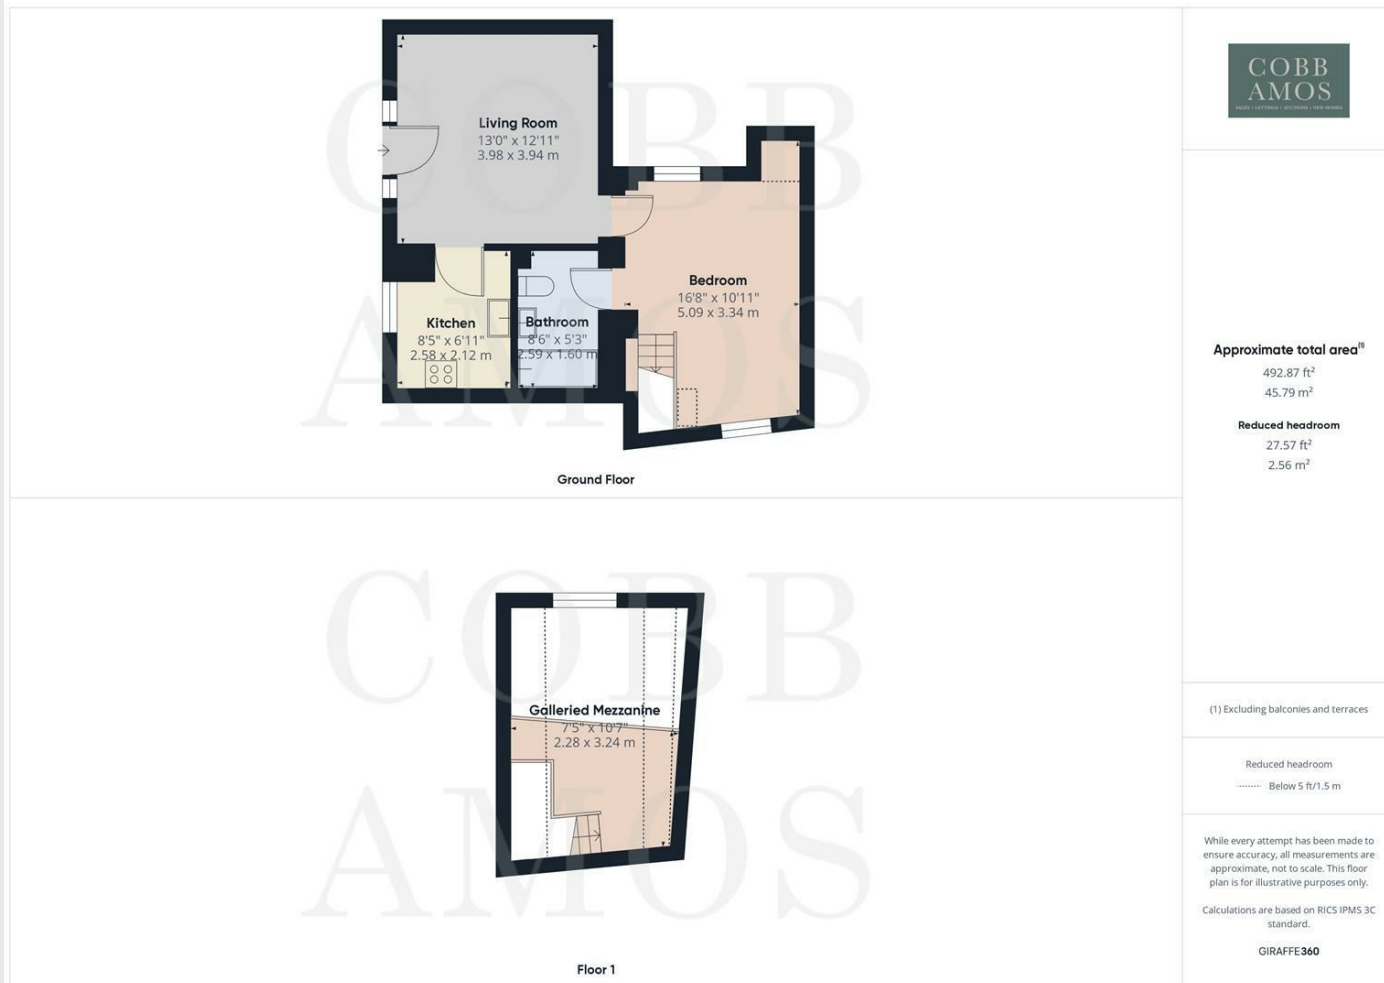 Living Room
13'0" x 12'11"
3.98 x 3.94 m
Bedroom
16'8" x 10'11"
5.09 x 3.34 m
Kitchen
8'5" x 6'11"
2.58 x 2.12 m
Bathroom
8'6" x 5'3"
2.59 x 1.60 m
Ground Floor
COBB
AMOS
Galleried Mezzanine
7'5" x 10'7"
2.28 x 3.24 m
Floor 1
COBB
AMOS
COBB
AMOS
SALES | LETTINGS | AUCTIONS | NEW HOMES
Approximate total area(1)
492.87 ft²
45.79 m²
Reduced headroom
27.57 ft²
2.56 m²
(1) Excluding balconies and terraces
Reduced headroom
Below 5 ft/1.5 m
While every attempt has been made to
ensure accuracy, all measurements are
approximate, not to scale. This floor
plan is for illustrative purposes only.
Calculations are based on RICS IPMS 3C
standard.
GIRAFFE360